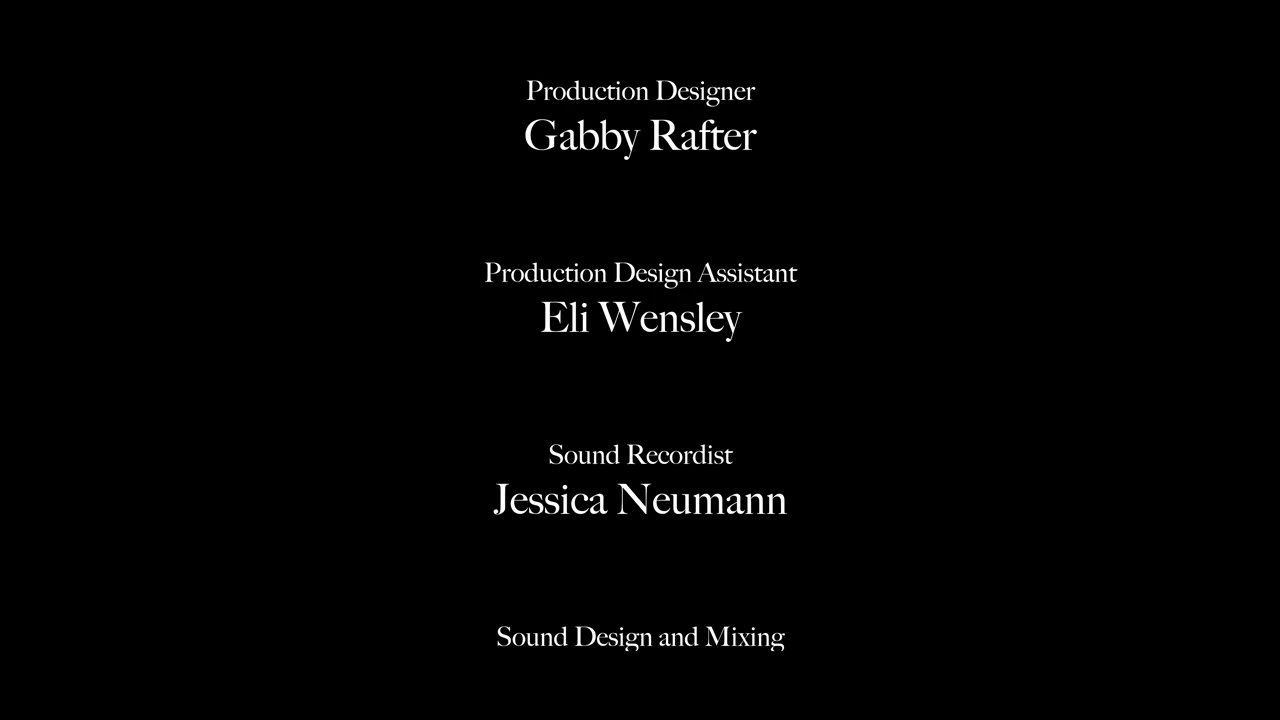 Production Designer
Gabby Rafter
Production Design Assistant
Eli Wensley
Sound Recordist
Jessica Neumann
Sound Design and Mixing